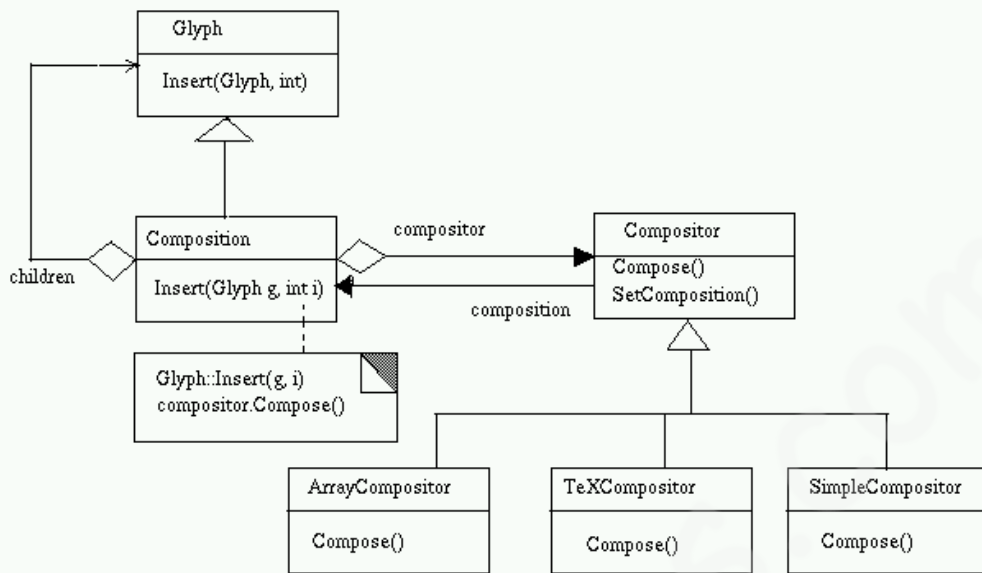 Glyph
Insert(Glyph, int)
Composition
Insert(Glyph g, int i)
children
compositor
composition
Compositor
Compose()
SetComposition()
Glyph::Insert(g, i)
compositor.Compose()
ArrayCompositor
Compose()
TeXCompositor
Compose()
SimpleCompositor
Compose()